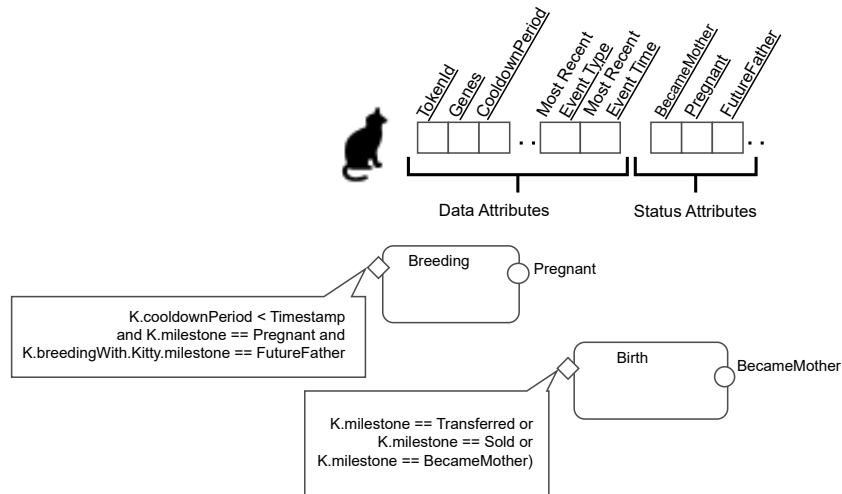 TokenId
Genes
CooldownPeriod
. .
Most Recent
Event Type
Most Recent
Event Time
BecameMother
Pregnant
FutureFather
. .
Data Attributes
Status Attributes
Breeding
Pregnant
K.cooldownPeriod < Timestamp
and K.milestone == Pregnant and
K.breedingWith.Kitty.milestone == FutureFather
Birth
BecameMother
K.milestone == Transferred or
K.milestone == Sold or
K.milestone == BecameMother)